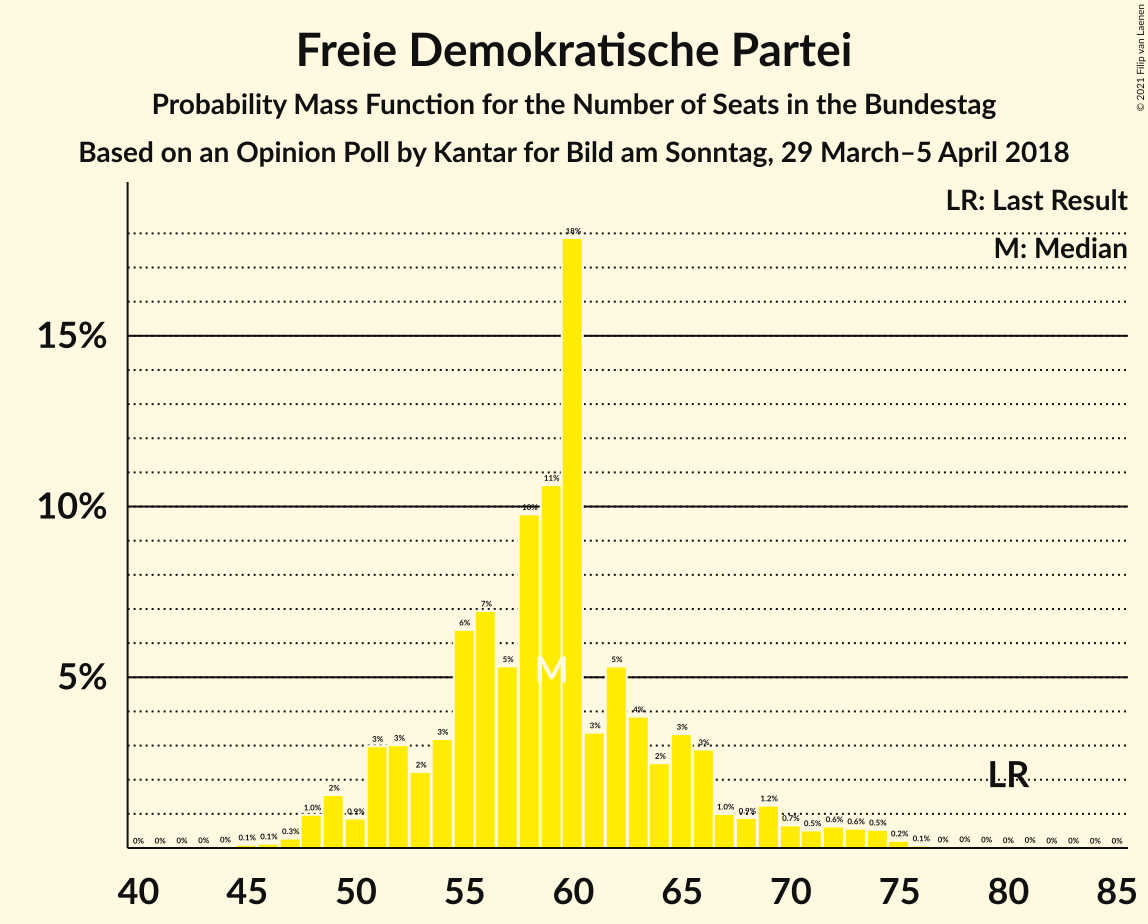 © 2021 Filip van Laenen
Freie Demokratische Partei
Probability Mass Function for the Number of Seats in the Bundestag
Based on an Opinion Poll by Kantar for Bild am Sonntag, 29 March–5 April 2018
LR: Last Result
M: Median
15%
10%
5%
0% 0% 0% 0% 0% 0.1% 0.1% 0.3% 1.0% 2% 0.9% 3% 3% 2% 3% 6% 7% 5% 10% 11% 18% 3% 5% 4% 2% 3% 3% 1.0% 0.9% 1.2% 0.7% 0.5% 0.6% 0.6% 0.5% 0.2% 0.1% 0% 0% 0% 0% 0% 0% 0% 0% 0%
M
LR
40 45 50 55 60 65 70 75 80 85